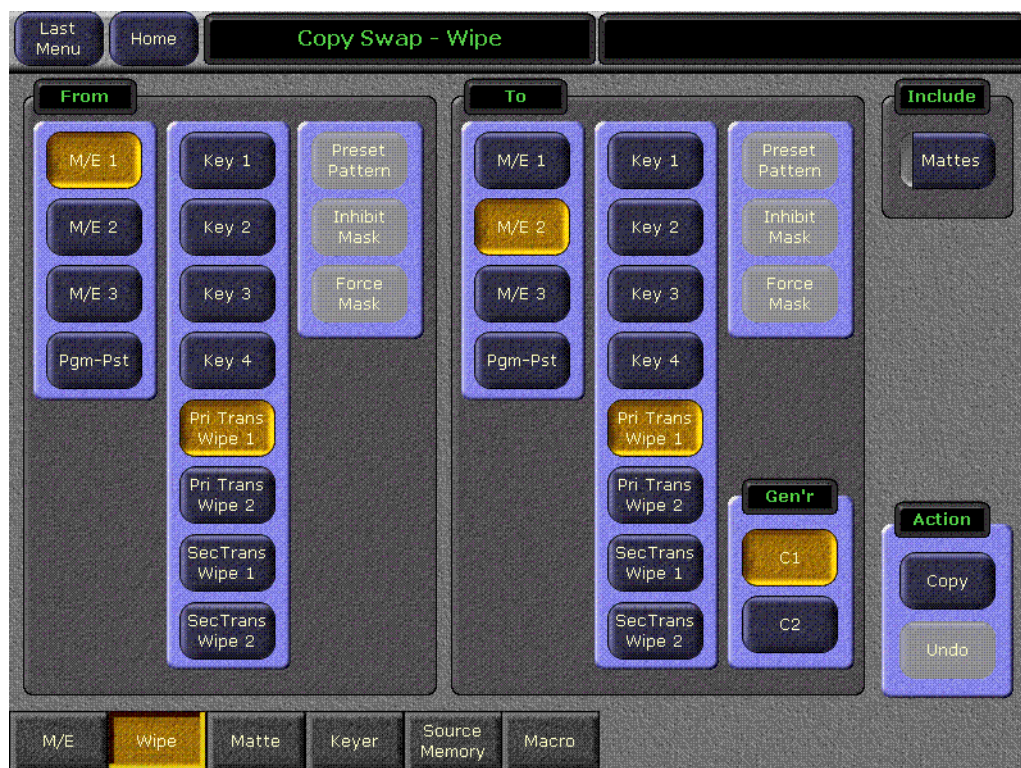 Last
Menu
Home
Copy Swap - Wipe
From
M/E 1
M/E 2
M/E 3
Pgm-Pst
Key 1
Key 2
Key 3
Key 4
Pri Trans
Wipe 1
Pri Trans
Wipe 2
SecTrans
Wipe 1
SecTrans
Wipe 2
Preset
Pattern
Inhibit
Mask
Force
Mask
To
M/E 1
M/E 2
M/E 3
Pgm-Pst
Key 1
Key 2
Key 3
Key 4
Pri Trans
Wipe 1
Pri Trans
Wipe 2
SecTrans
Wipe 1
SecTrans
Wipe 2
Preset
Pattern
Inhibit
Mask
Force
Mask
Gen'r
C1
C2
Include
Mattes
Action
Copy
Undo
M/E
Wipe
Matte
Keyer
Source
Memory
Macro